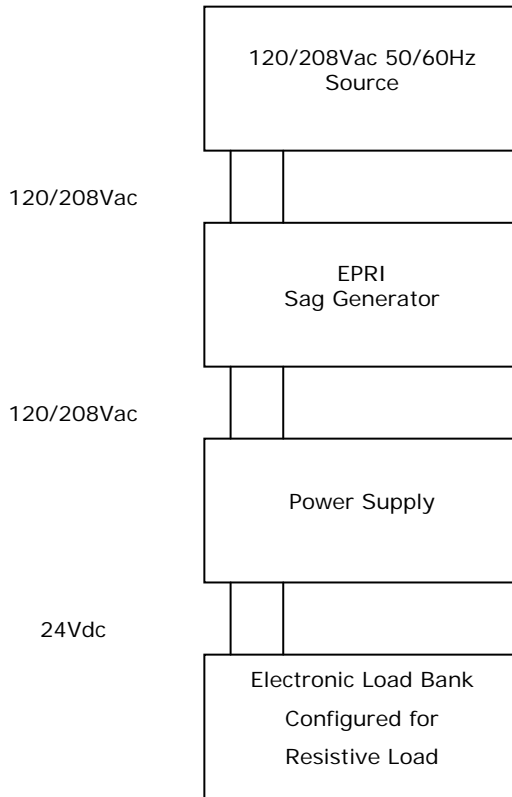 120/208Vac 50/60Hz
Source
120/208Vac
EPRI
Sag Generator
120/208Vac
Power Supply
24Vdc
Electronic Load Bank
Configured for
Resistive Load